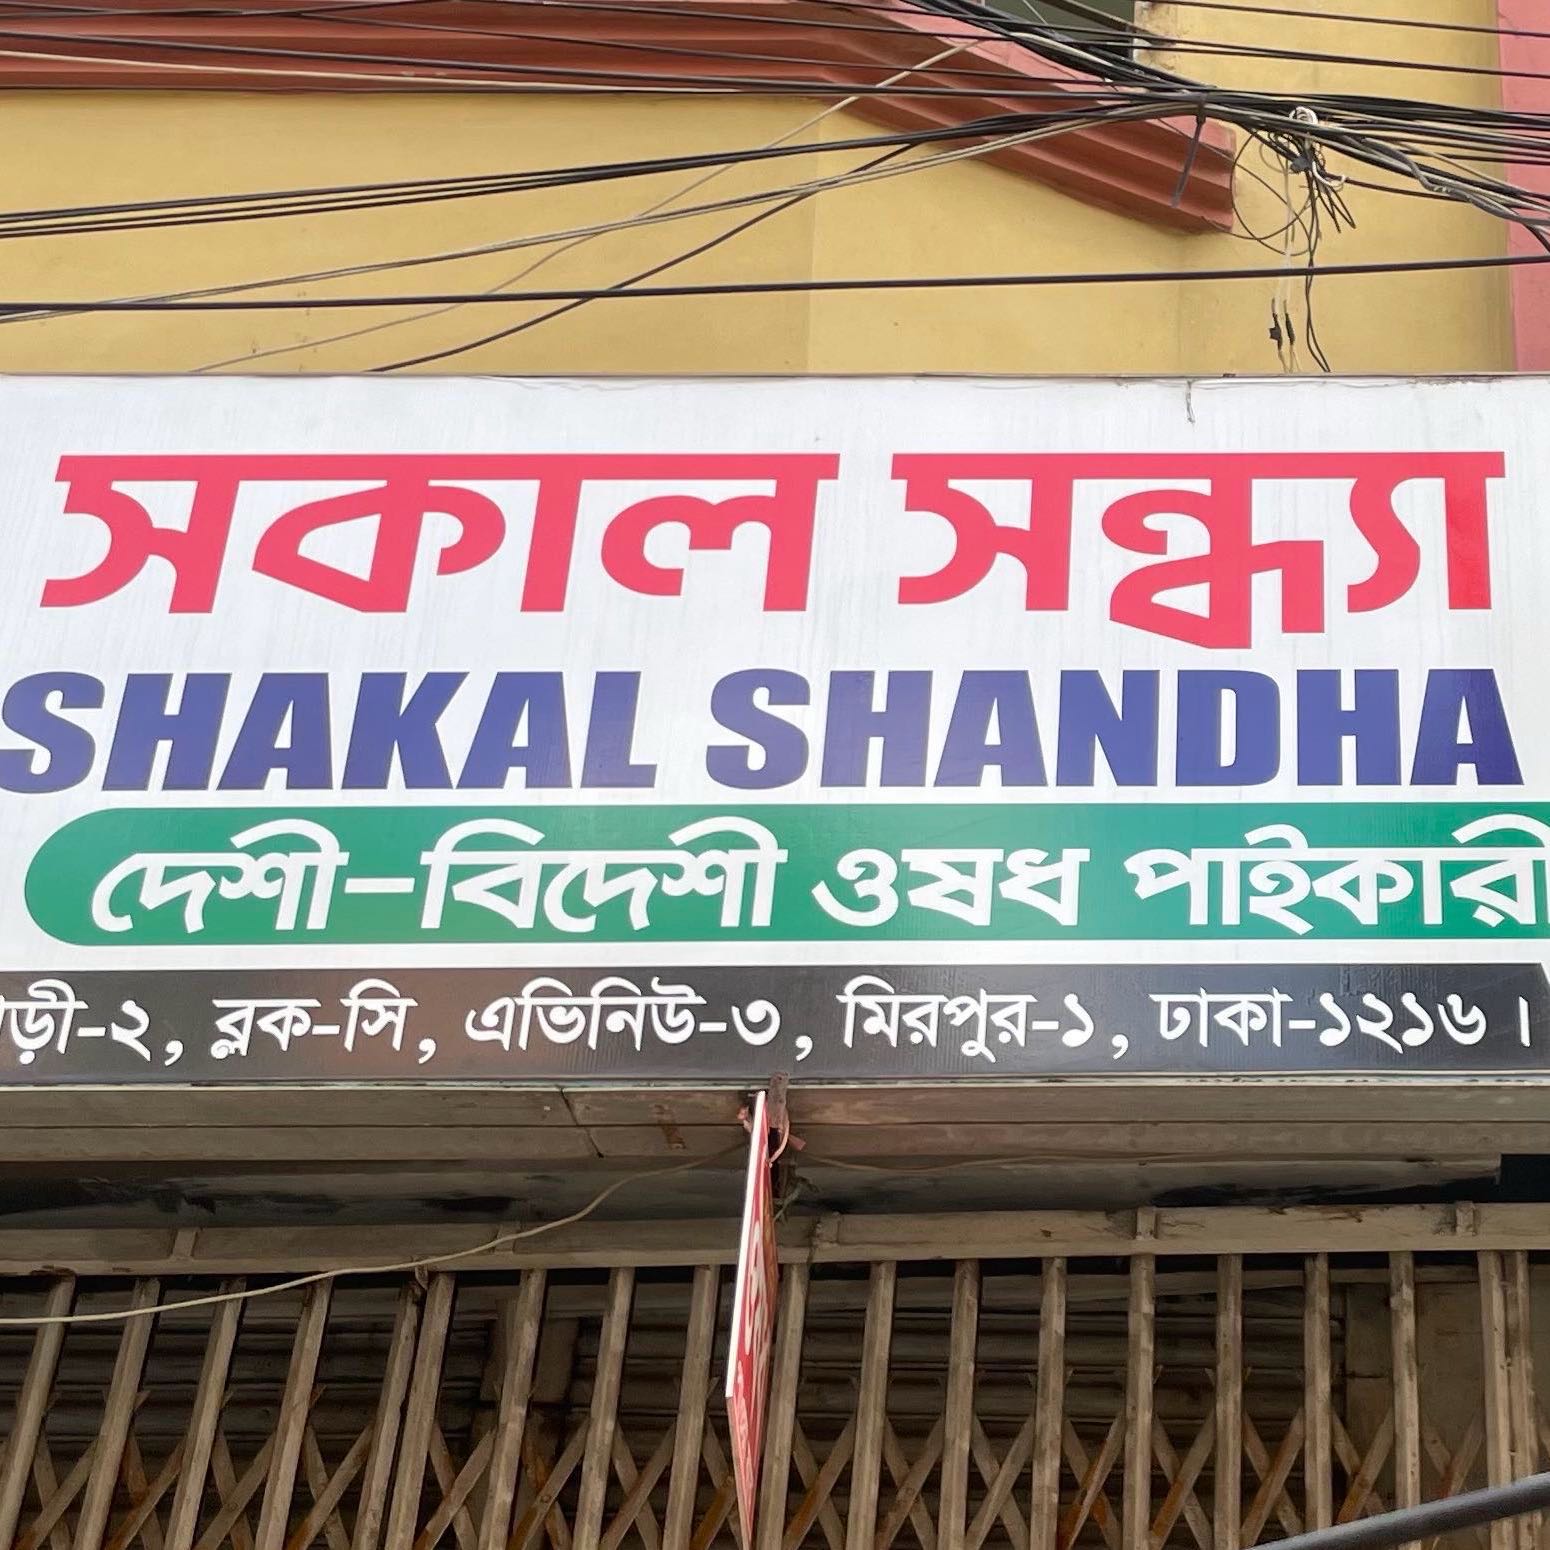 সকাল সন্ধ্যা
SHAKAL SHANDHA
দেশী-বিদেশী ওষধ পাইকারী
ব্লক-সি, এভিনিউ-৩, মিরপুর-১, ঢাকা-১২১৬।